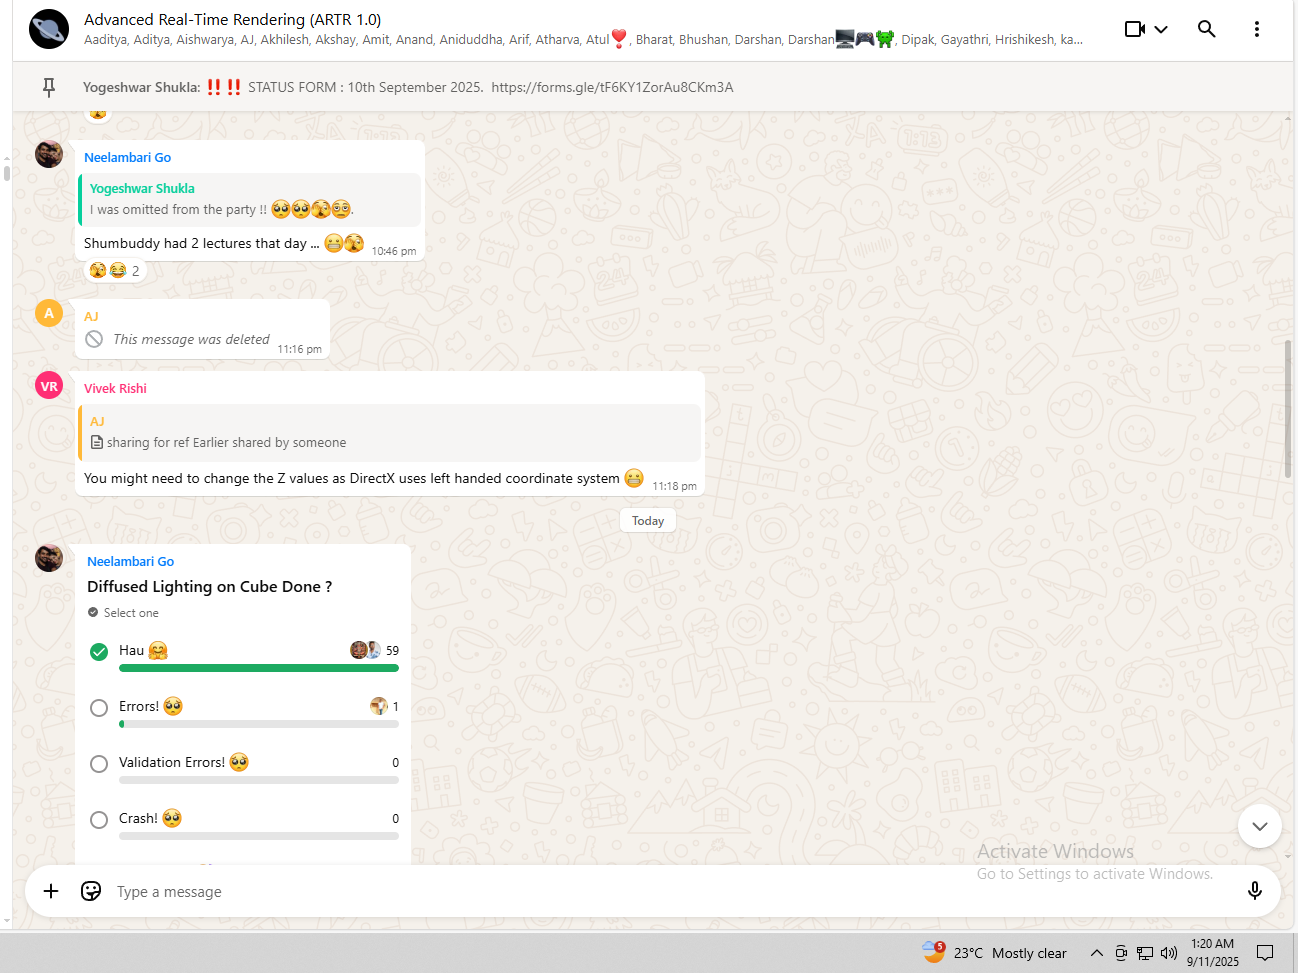 Advanced Real-Time Rendering (ARTR 1.0)
Aaditya, Aditya, Aishwarya, AJ, Akhilesh, Akshay, Amit, Anand, Aniduddha, Arif, Atharva, Atul❣️, Bharat, Bhushan, Darshan, Darshan🖥️🎮👾, Dipak, Gayathri, Hrishikesh, ka...
Yogeshwar Shukla: ‼️‼️ STATUS FORM : 10th September 2025. https://forms.gle/tF6KY1ZorAu8CKm3A
Neelambari Go
Yogeshwar Shukla
I was omitted from the party !! 🥺🥺🫣🥺.
Shumbuddy had 2 lectures that day ... 😬🫣 10:46 pm
🫣😂 2
A
AJ
This message was deleted 11:16 pm
VR
Vivek Rishi
AJ
sharing for ref Earlier shared by someone
You might need to change the Z values as DirectX uses left handed coordinate system 😬 11:18 pm
Today
Neelambari Go
Diffused Lighting on Cube Done ?
Select one
Hau 🤗 59
Errors! 🥺 1
Validation Errors! 🥺 0
Crash! 🥺 0
Activate Windows
Go to Settings to activate Windows.
Type a message
5
23°C Mostly clear
1:20 AM
9/11/2025